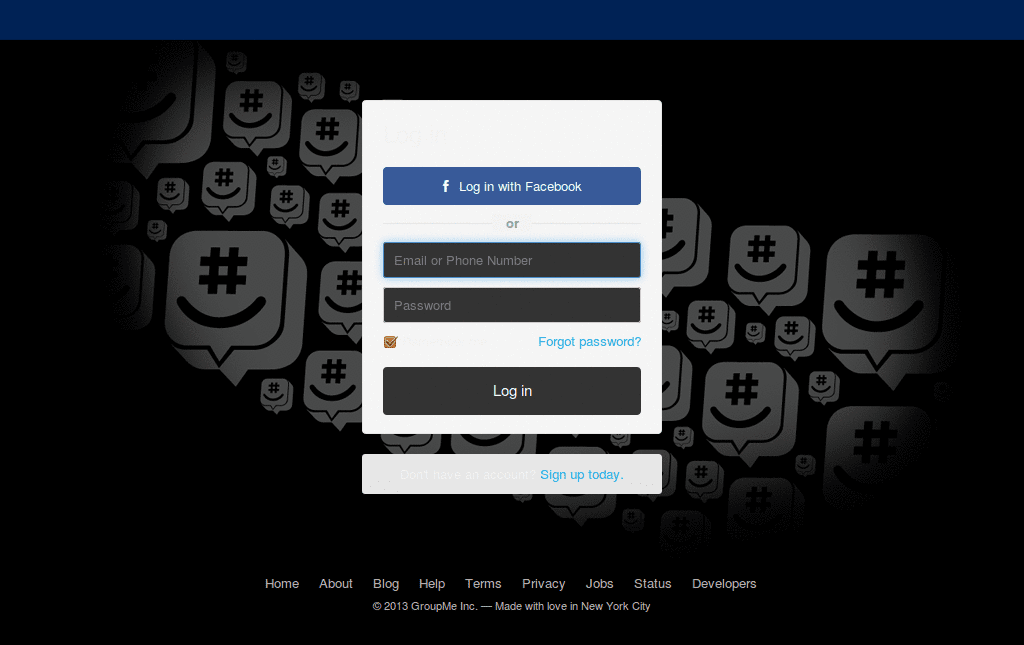 Log in
Log in with Facebook
or
Email or Phone Number
Password
Forgot password?
Log in
Don't have an account? Sign up today.
Home About Blog Help Terms Privacy Jobs Status Developers
© 2013 GroupMe Inc. — Made with love in New York City